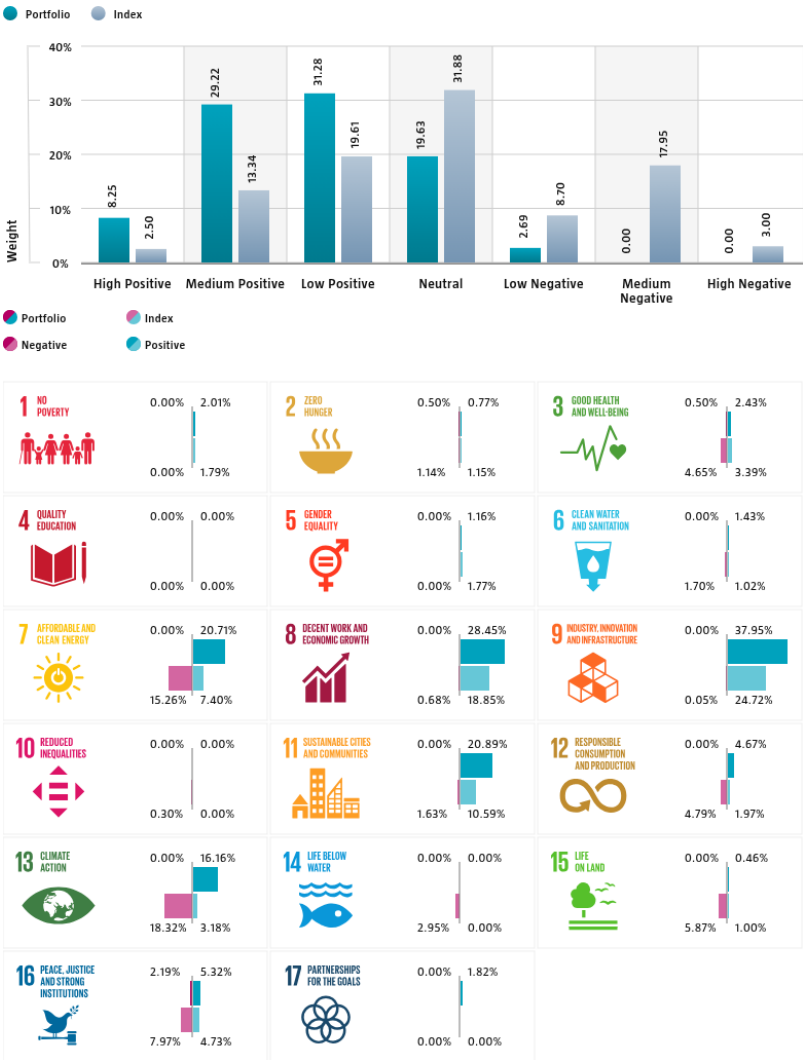 Portfolio Index
40%
30%
20%
10%
0%
Weight
8.25 2.50 29.22 13.34 31.28 19.61 19.63 31.88 2.69 8.70 0.00 17.95 0.00 3.00
High Positive Medium Positive Low Positive Neutral Low Negative Medium High Negative
Negative
Portfolio Index
Negative Positive
1 NO
POVERTY
0.00% 2.01%
0.00% 1.79%
2 ZERO
HUNGER
0.50% 0.77%
1.14% 1.15%
3 GOOD HEALTH
AND WELL-BEING
0.50% 2.43%
4.65% 3.39%
4 QUALITY
EDUCATION
0.00% 0.00%
0.00% 0.00%
5 GENDER
EQUALITY
0.00% 1.16%
0.00% 1.77%
6 CLEAN WATER
AND SANITATION
0.00% 1.43%
1.70% 1.02%
7 AFFORDABLE AND
CLEAN ENERGY
0.00% 20.71%
15.26% 7.40%
8 DECENT WORK AND
ECONOMIC GROWTH
0.00% 28.45%
0.68% 18.85%
9 INDUSTRY, INNOVATION
AND INFRASTRUCTURE
0.00% 37.95%
0.05% 24.72%
10 REDUCED
INEQUALITIES
0.00% 0.00%
0.30% 0.00%
11 SUSTAINABLE CITIES
AND COMMUNITIES
0.00% 20.89%
1.63% 10.59%
12 RESPONSIBLE
CONSUMPTION
AND PRODUCTION
0.00% 4.67%
4.79% 1.97%
13 CLIMATE
ACTION
0.00% 16.16%
18.32% 3.18%
14 LIFE BELOW
WATER
0.00% 0.00%
2.95% 0.00%
15 LIFE
ON LAND
0.00% 0.46%
5.87% 1.00%
16 PEACE, JUSTICE
AND STRONG
INSTITUTIONS
2.19% 5.32%
7.97% 4.73%
17 PARTNERSHIPS
FOR THE GOALS
0.00% 1.82%
0.00% 0.00%